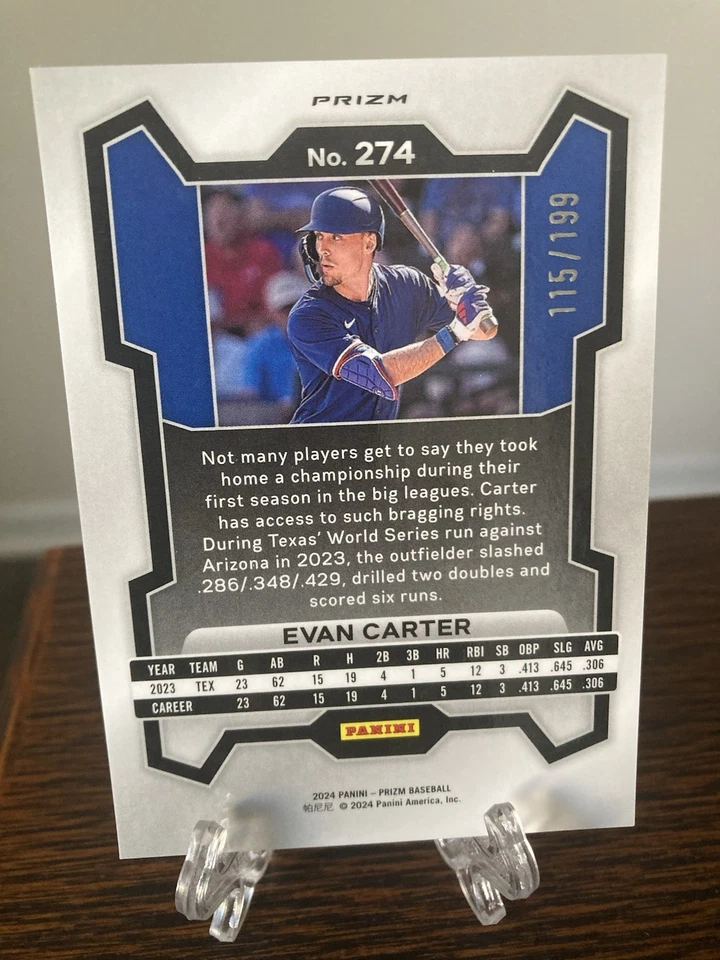 PRIZM
No. 274
115/199
Not many players get to say they took
home a championship during their
first season in the big leagues. Carter
has access to such bragging rights.
During Texas' World Series run against
Arizona in 2023, the outfielder slashed
.286/.348/.429, drilled two doubles and
scored six runs.
EVAN CARTER
YEAR TEAM G AB R H 2B 3B HR RBI SB OBP SLG AVG
2023 TEX 23 62 15 19 4 1 5 12 3 .413 .645 .306
CAREER 23 62 15 19 4 1 5 12 3 .413 .645 .306
PANINI
2024 PANINI – PRIZM BASEBALL
帕尼尼 © 2024 Panini America, Inc.